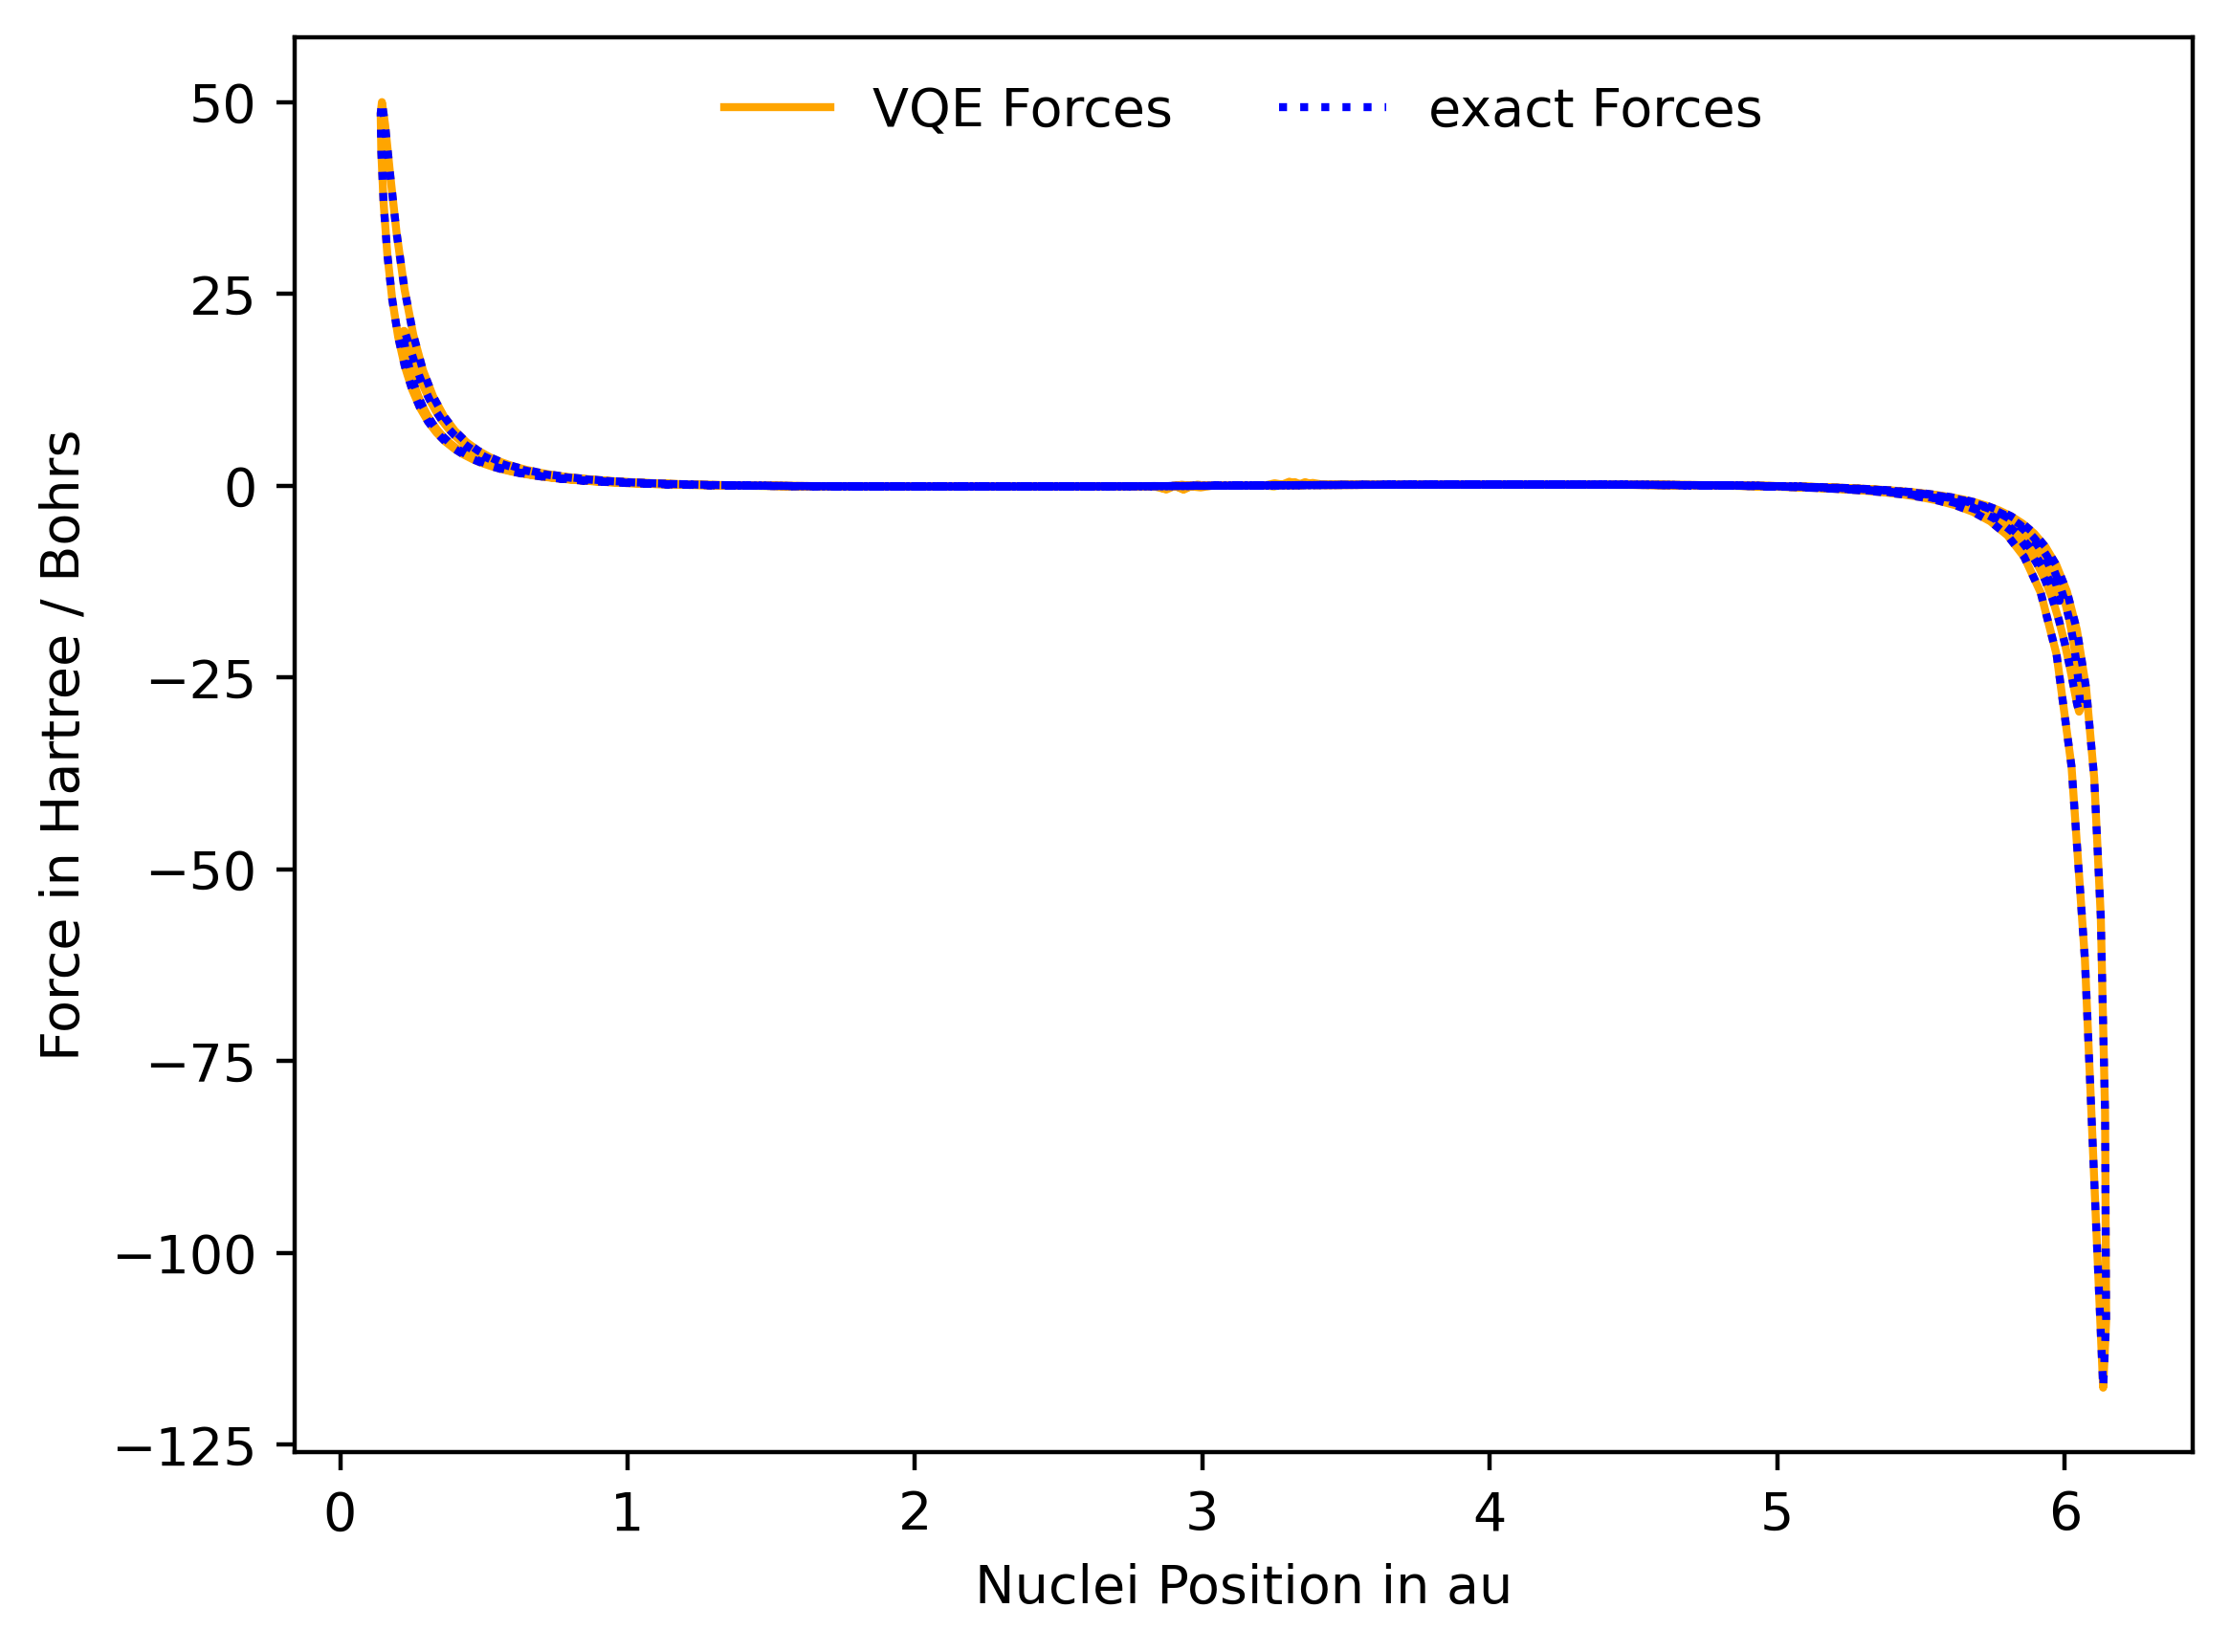 VQE Forces
exact Forces
50
25
0
−25
−50
−75
−100
−125
Force in Hartree / Bohrs
0 1 2 3 4 5 6
Nuclei Position in au